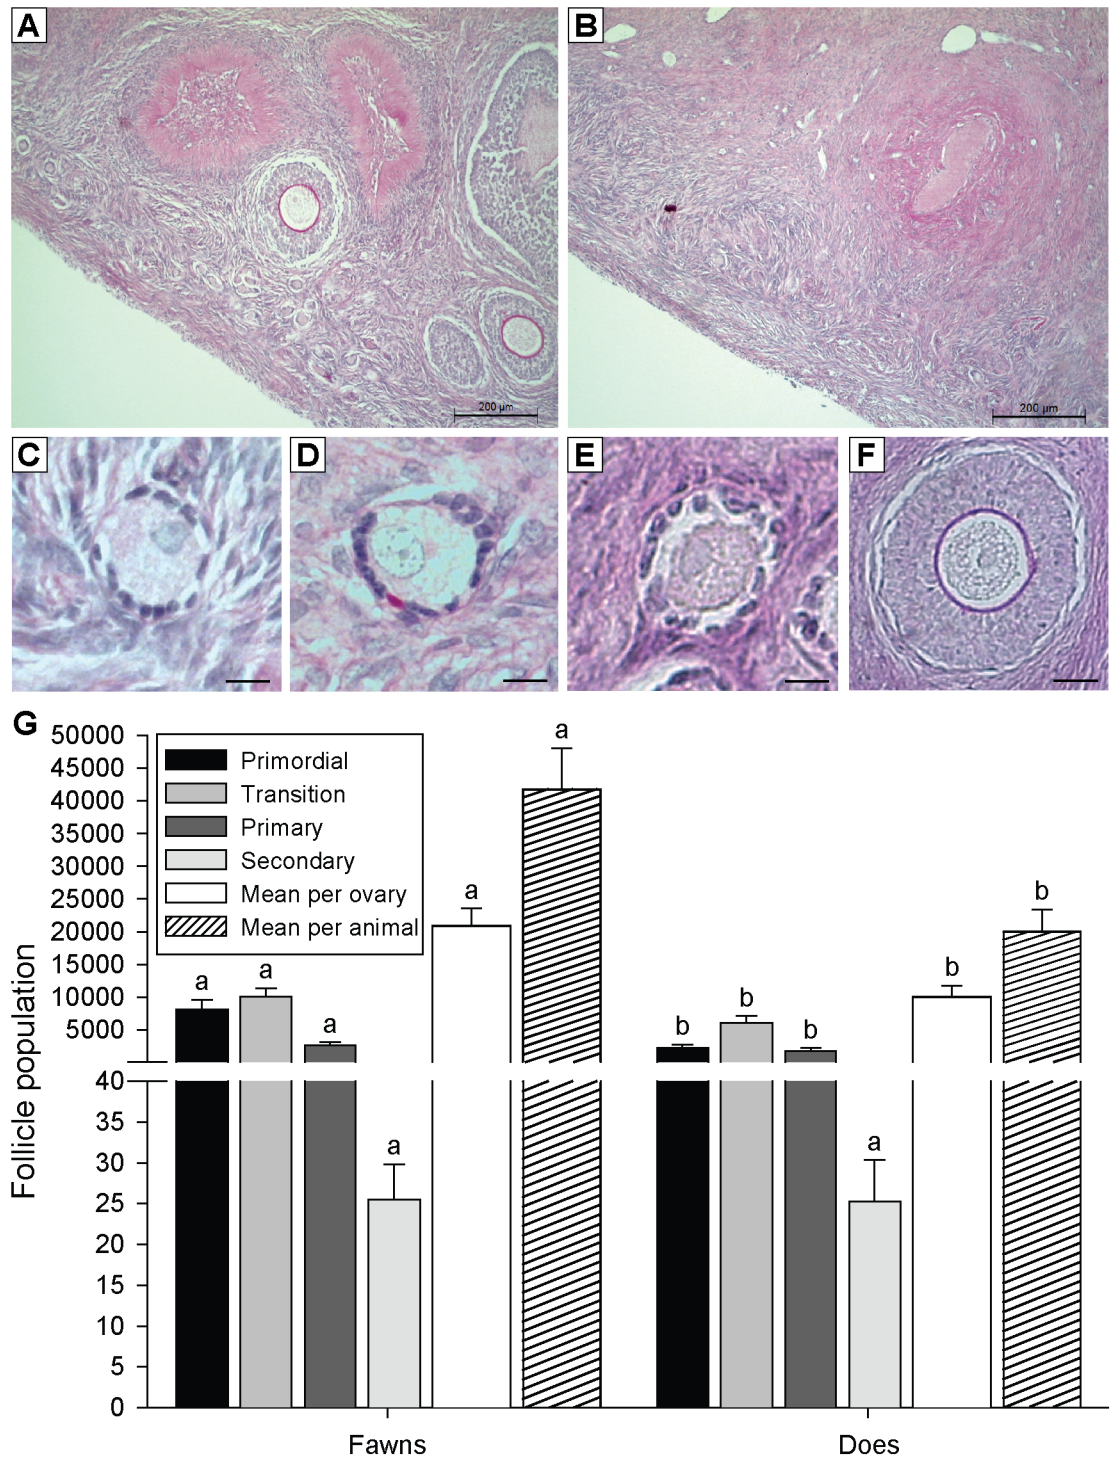 A
B
200 µm
200 µm
C
D
E
F
G
50000
45000
40000
35000
30000
25000
20000
15000
10000
5000
40
35
30
25
20
15
10
5
0
Follicle population
Primordial
Transition
Primary
Secondary
Mean per ovary
Mean per animal
a
a
a
a
a
a
b
b
b
a
b
b
Fawns
Does